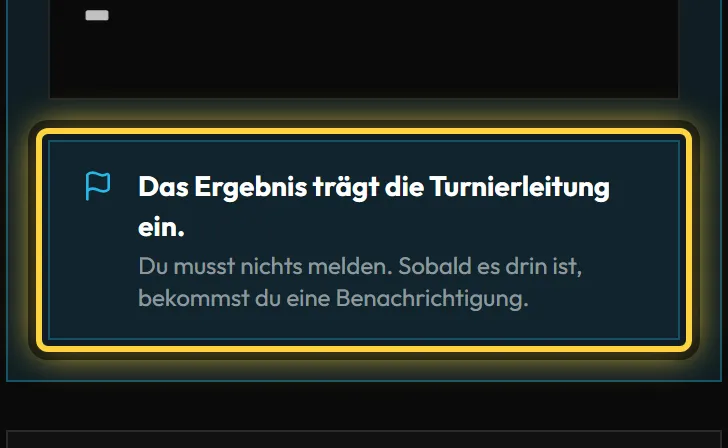 Das Ergebnis trägt die Turnierleitung
ein.
Du musst nichts melden. Sobald es drin ist,
bekommst du eine Benachrichtigung.